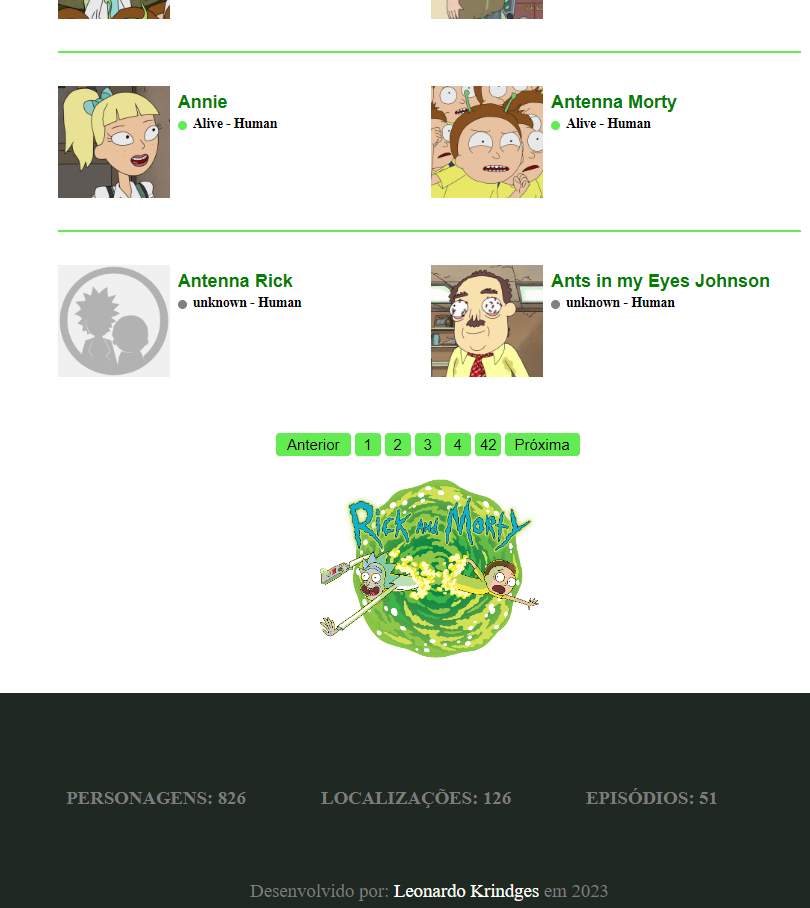 Annie
Alive - Human
Antenna Morty
Alive - Human
Antenna Rick
unknown - Human
Ants in my Eyes Johnson
unknown - Human
Anterior 1 2 3 4 42 Próxima
Rick and Morty
PERSONAGENS: 826 LOCALIZAÇÕES: 126 EPISÓDIOS: 51
Desenvolvido por: Leonardo Krindges em 2023